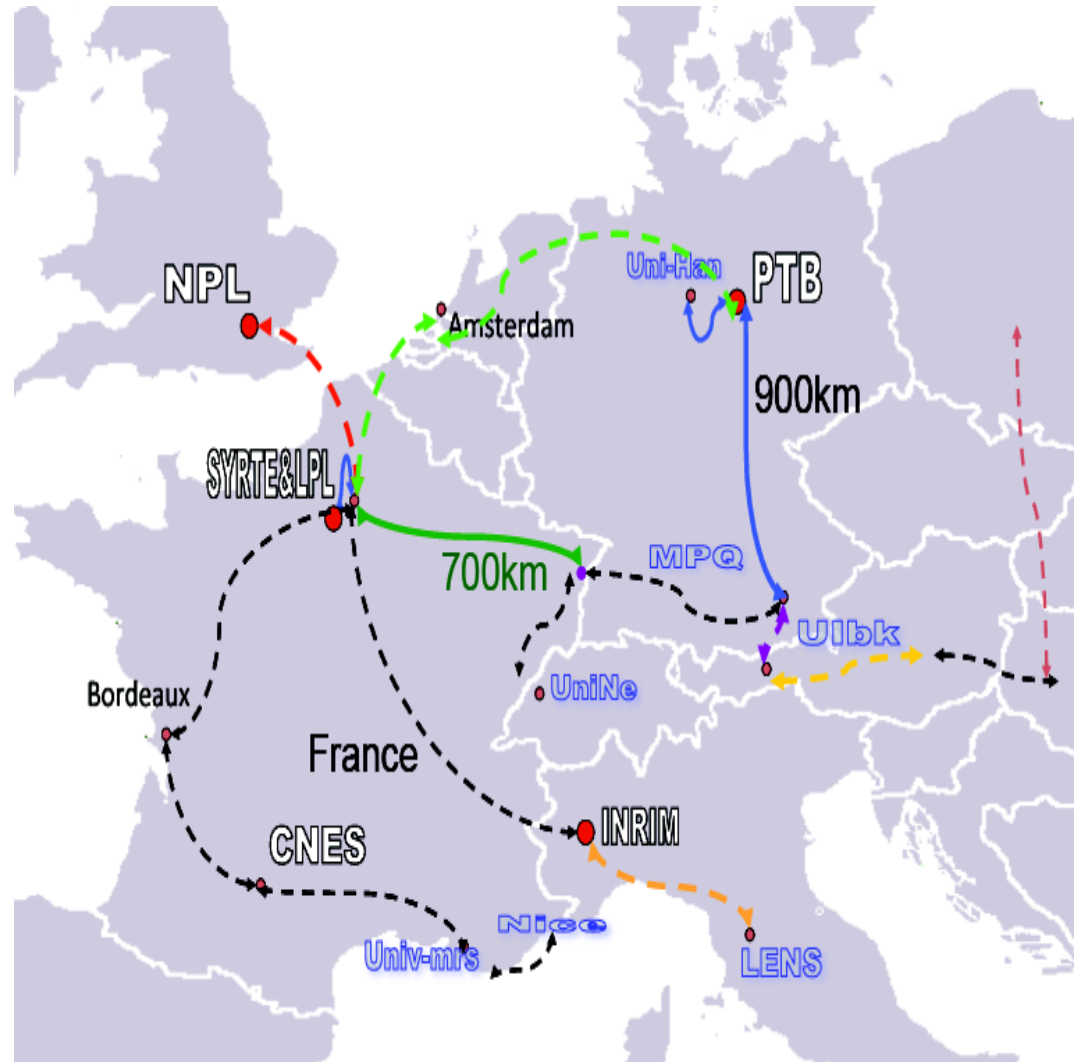 Uni-Han
PTB
NPL
Amsterdam
900km
SYRTE&LPL
MPQ
700km
UIbk
UniNe
Bordeaux
France
INRIM
CNES
Nice
Univ-mrs
LENS